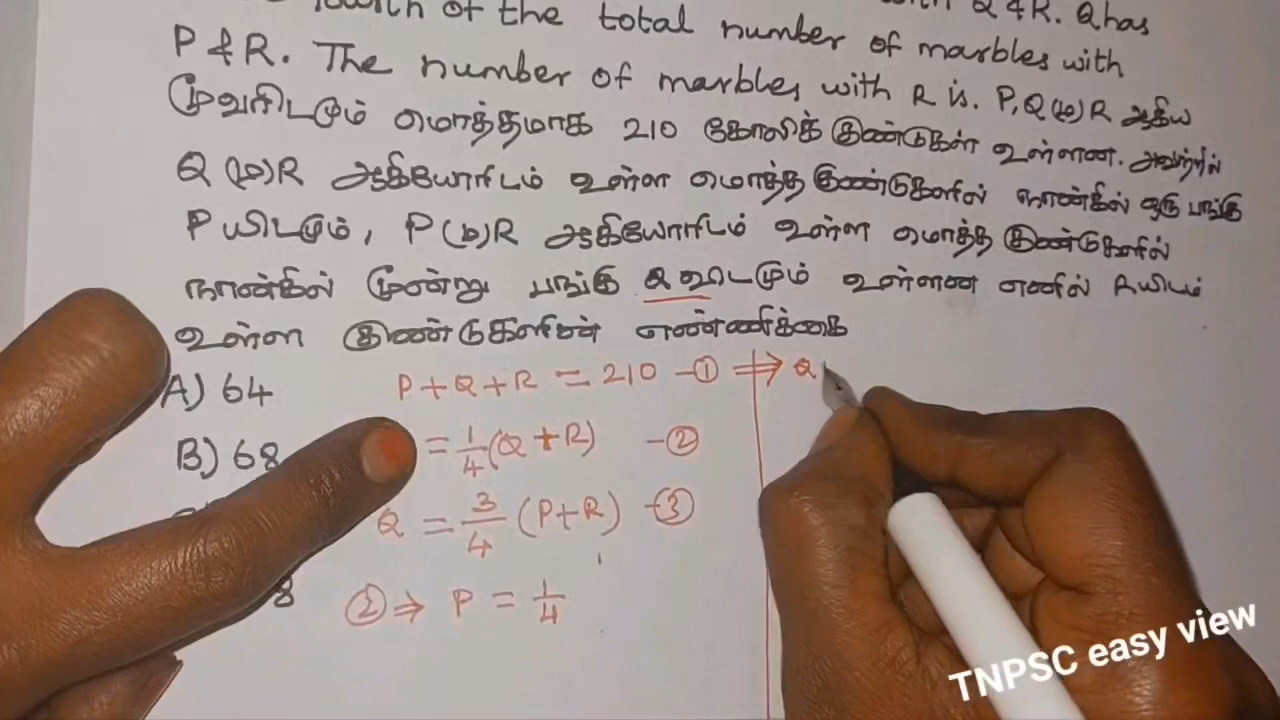 of the total number of marbles with Q & R. Q has
P & R. The number of marbles with R is. P, Q (ம) R ஆகிய
மூவரிடமும் மொத்தமாக 210 கோலிக் குண்டுகள் உள்ளன. அவற்றில்
Q (ம) R ஆகியோரிடம் உள்ள மொத்த குண்டுகளில் நான்கில் ஒரு பங்கு
P யிடமும், P (ம) R ஆகியோரிடம் உள்ள மொத்த குண்டுகளில்
நான்கில் மூன்று பங்கு Q விடமும் உள்ளன எனில் R யிடம்
உள்ள குண்டுகளின் எண்ணிக்கை
A) 64 P + Q + R = 210 - ① ⇒ Q
B) 68 = 1/4 (Q + R) - ②
Q = 3/4 (P + R) - ③
8 ② ⇒ P = 1/4
TNPSC easy view